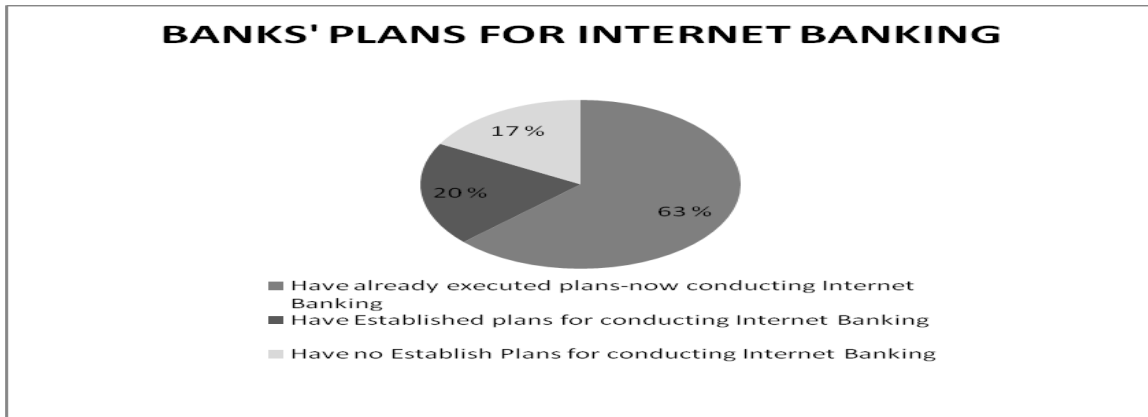 BANKS' PLANS FOR INTERNET BANKING
17 %
20 %
63 %
Have already executed plans-now conducting Internet
Banking
Have Established plans for conducting Internet Banking
Have no Establish Plans for conducting Internet Banking